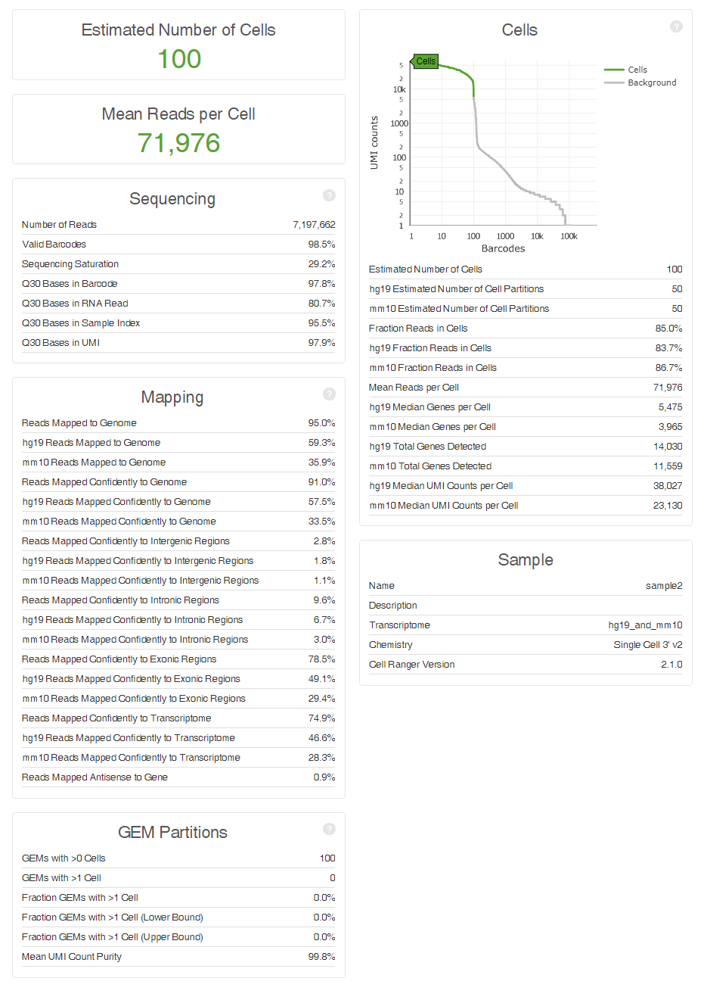 Estimated Number of Cells
100
Mean Reads per Cell
71,976
Sequencing
?
Number of Reads 7,197,662
Valid Barcodes 98.5%
Sequencing Saturation 29.2%
Q30 Bases in Barcode 97.8%
Q30 Bases in RNA Read 80.7%
Q30 Bases in Sample Index 95.5%
Q30 Bases in UMI 97.9%
Mapping
?
Reads Mapped to Genome 95.0%
hg19 Reads Mapped to Genome 59.3%
mm10 Reads Mapped to Genome 35.9%
Reads Mapped Confidently to Genome 91.0%
hg19 Reads Mapped Confidently to Genome 57.5%
mm10 Reads Mapped Confidently to Genome 33.5%
Reads Mapped Confidently to Intergenic Regions 2.8%
hg19 Reads Mapped Confidently to Intergenic Regions 1.8%
mm10 Reads Mapped Confidently to Intergenic Regions 1.1%
Reads Mapped Confidently to Intronic Regions 9.6%
hg19 Reads Mapped Confidently to Intronic Regions 6.7%
mm10 Reads Mapped Confidently to Intronic Regions 3.0%
Reads Mapped Confidently to Exonic Regions 78.5%
hg19 Reads Mapped Confidently to Exonic Regions 49.1%
mm10 Reads Mapped Confidently to Exonic Regions 29.4%
Reads Mapped Confidently to Transcriptome 74.9%
hg19 Reads Mapped Confidently to Transcriptome 46.6%
mm10 Reads Mapped Confidently to Transcriptome 28.3%
Reads Mapped Antisense to Gene 0.9%
GEM Partitions
?
GEMs with >0 Cells 100
GEMs with >1 Cell 0
Fraction GEMs with >1 Cell 0.0%
Fraction GEMs with >1 Cell (Lower Bound) 0.0%
Fraction GEMs with >1 Cell (Upper Bound) 0.0%
Mean UMI Count Purity 99.8%
Cells
?
Cells
Cells
Background
UMI counts
5
2
10k
5
2
1000
5
2
100
5
2
10
5
2
1
1 10 100 1000 10k 100k
Barcodes
Estimated Number of Cells 100
hg19 Estimated Number of Cell Partitions 50
mm10 Estimated Number of Cell Partitions 50
Fraction Reads in Cells 85.0%
hg19 Fraction Reads in Cells 83.7%
mm10 Fraction Reads in Cells 86.7%
Mean Reads per Cell 71,976
hg19 Median Genes per Cell 5,475
mm10 Median Genes per Cell 3,965
hg19 Total Genes Detected 14,030
mm10 Total Genes Detected 11,559
hg19 Median UMI Counts per Cell 38,027
mm10 Median UMI Counts per Cell 23,130
Sample
Name sample2
Description
Transcriptome hg19_and_mm10
Chemistry Single Cell 3' v2
Cell Ranger Version 2.1.0